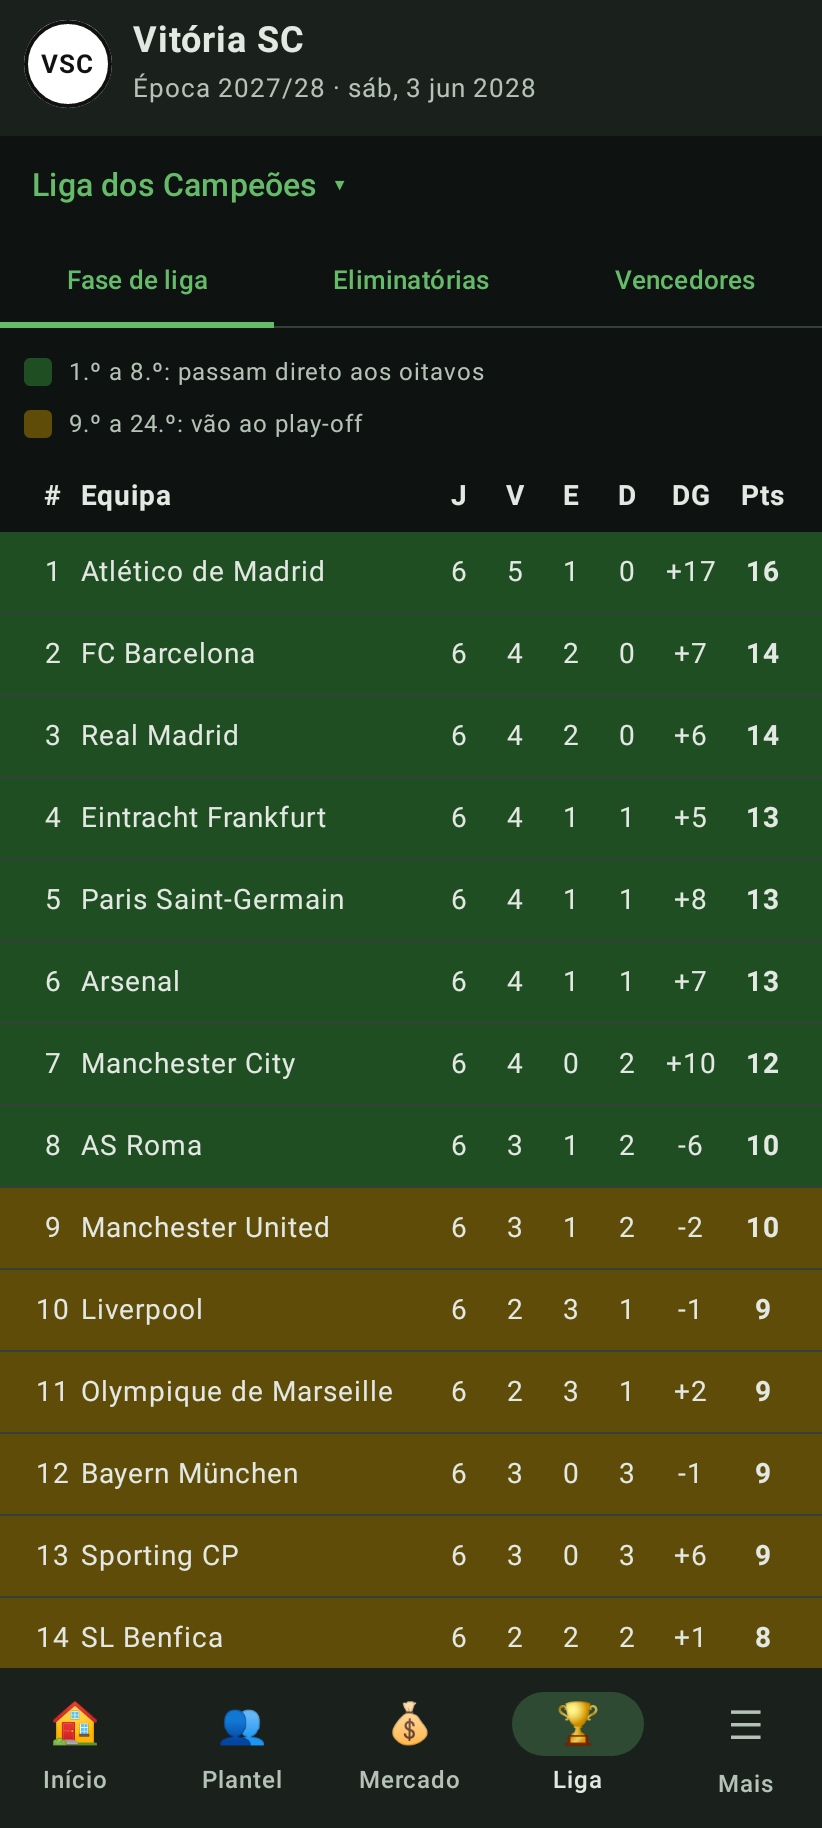 VSC
Vitória SC
Época 2027/28 · sáb, 3 jun 2028
Liga dos Campeões ▾
Fase de liga Eliminatórias Vencedores
1.º a 8.º: passam direto aos oitavos
9.º a 24.º: vão ao play-off
# Equipa J V E D DG Pts
1 Atlético de Madrid 6 5 1 0 +17 16
2 FC Barcelona 6 4 2 0 +7 14
3 Real Madrid 6 4 2 0 +6 14
4 Eintracht Frankfurt 6 4 1 1 +5 13
5 Paris Saint-Germain 6 4 1 1 +8 13
6 Arsenal 6 4 1 1 +7 13
7 Manchester City 6 4 0 2 +10 12
8 AS Roma 6 3 1 2 -6 10
9 Manchester United 6 3 1 2 -2 10
10 Liverpool 6 2 3 1 -1 9
11 Olympique de Marseille 6 2 3 1 +2 9
12 Bayern München 6 3 0 3 -1 9
13 Sporting CP 6 3 0 3 +6 9
14 SL Benfica 6 2 2 2 +1 8
Início Plantel Mercado Liga Mais